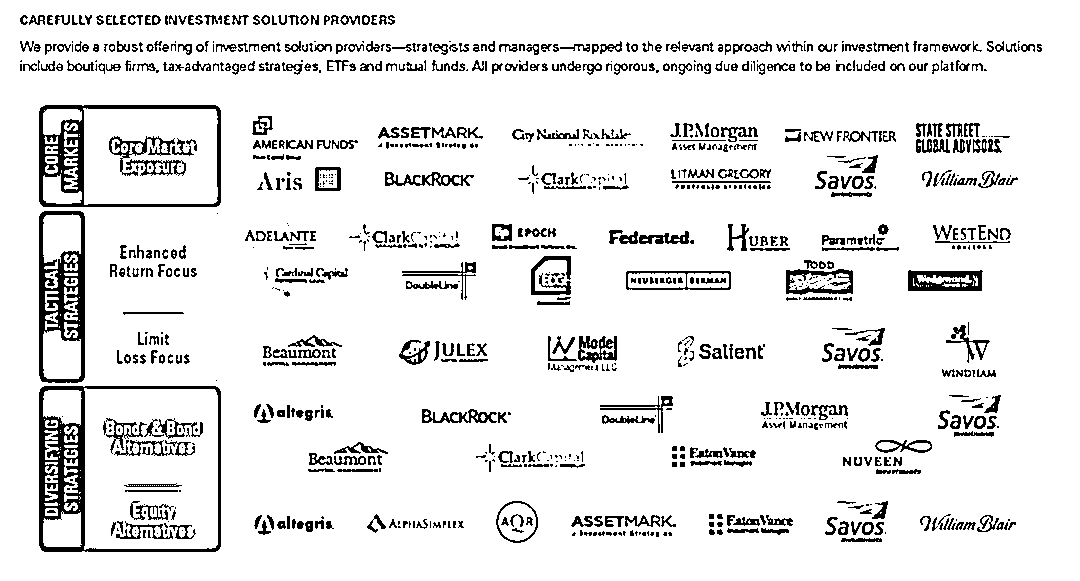 CAREFULLY SELECTED INVESTMENT SOLUTION PROVIDERS
We provide a robust offering of investment solution providers—strategists and managers—mapped to the relevant approach within our investment framework. Solutions
include boutique firms, tax-advantaged strategies, ETFs and mutual funds. All providers undergo rigorous, ongoing due diligence to be included on our platform.
CORE MARKETS
Core Market
Exposure
AMERICAN FUNDS ASSETMARK. City National Rochdale J.P.Morgan Asset Management NEW FRONTIER STATE STREET GLOBAL ADVISORS.
Aris BLACKROCK ClarkCapital LITMAN GREGORY Savos. William Blair
TACTICAL STRATEGIES
Enhanced
Return Focus
ADELANTE ClarkCapital EPOCH Federated. HUBER Parametric WESTEND
Cardinal Capital DoubleLine NEUBERGER BERMAN TODD
Limit
Loss Focus
Beaumont JULEX Model Capital Management LLC Salient Savos. WINDHAM
DIVERSIFYING STRATEGIES
Bonds & Bond
Alternatives
altegris. BLACKROCK DoubleLine J.P.Morgan Asset Management Savos.
Beaumont ClarkCapital Eaton Vance NUVEEN
Equity
Alternatives
altegris. ALPHASIMPLEX AQR ASSETMARK. Eaton Vance Savos. William Blair